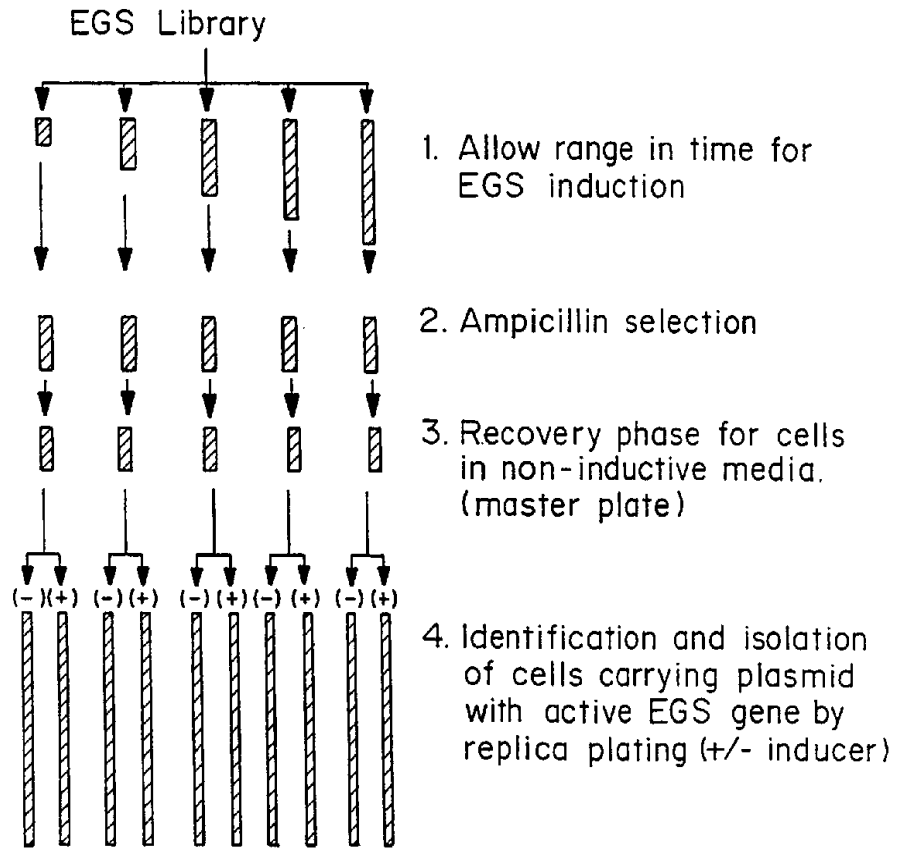 EGS Library
1. Allow range in time for
EGS induction
2. Ampicillin selection
3. Recovery phase for cells
in non-inductive media.
(master plate)
(-)(+) (-)(+) (-)(+)(-)(+) (-)(+)
4. Identification and isolation
of cells carrying plasmid
with active EGS gene by
replica plating (+/- inducer)